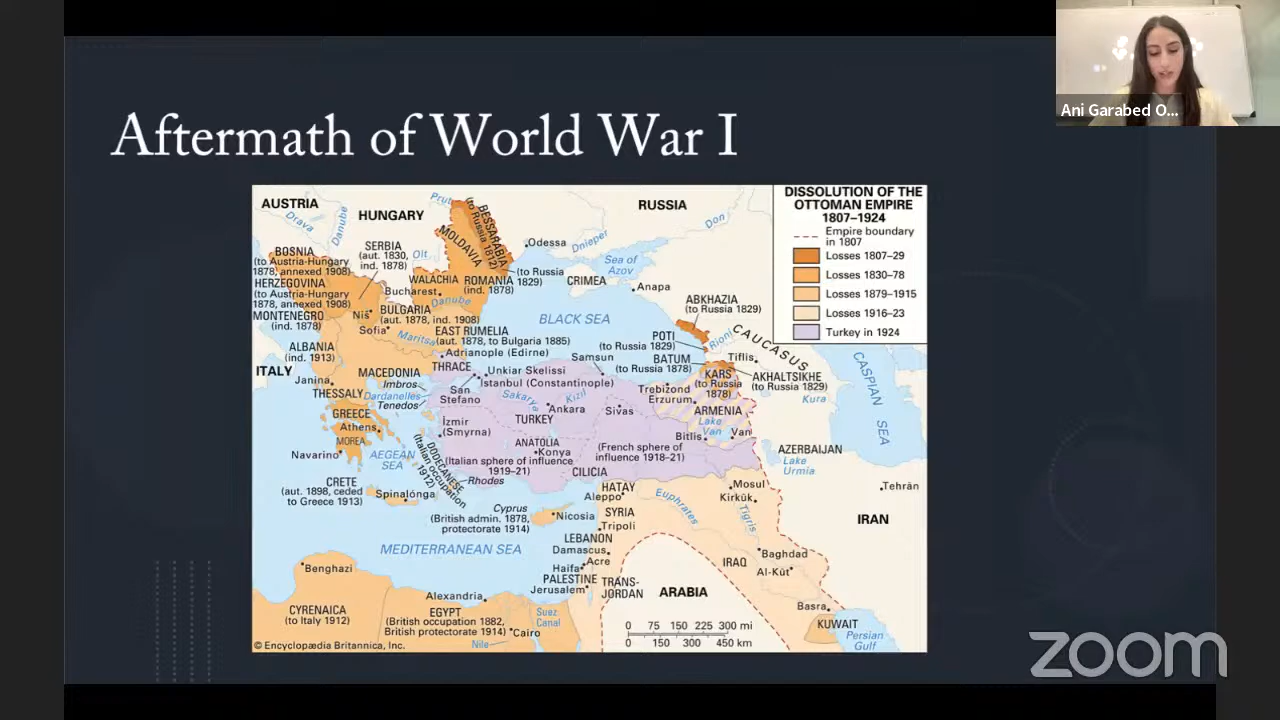 Ani Garabed O...
Aftermath of World War I
DISSOLUTION OF THE
OTTOMAN EMPIRE
1807–1924
Empire boundary
in 1807
Losses 1807–29
Losses 1830–78
Losses 1879–1915
Losses 1916–23
Turkey in 1924
AUSTRIA
Drava
Danube
HUNGARY
Prut
BESSARABIA
(to Russia 1812)
MOLDAVIA
RUSSIA
Don
Odessa
Dnieper
Sea of
Azov
CRIMEA
Anapa
BOSNIA
(to Austria-Hungary
1878, annexed 1908)
HERZEGOVINA
(to Austria-Hungary
1878, annexed 1908)
MONTENEGRO
(ind. 1878)
SERBIA
(aut. 1830,
ind. 1878)
Olt
WALACHIA
Bucharest
Danube
ROMANIA
(ind. 1878)
(to Russia
1829)
Niš
BULGARIA
(aut. 1878, ind. 1908)
Sofia
Maritsa
EAST RUMELIA
(aut. 1878, to Bulgaria 1885)
BLACK SEA
ABKHAZIA
(to Russia 1829)
POTI
(to Russia 1829)
Rioni
CAUCASUS
BATUM
(to Russia 1878)
Tiflis
AKHALTSIKHE
(to Russia 1829)
KARS
(to Russia
1878)
Kura
CASPIAN
SEA
ALBANIA
(ind. 1913)
ITALY
Janina
Adrianople (Edirne)
THRACE
MACEDONIA
Imbros
Dardanelles
Tenedos
THESSALY
San
Stefano
Unkiar Skelissi
Istanbul (Constantinople)
Samsun
Trebizond
Erzurum
Sakarya
Kizil
Ankara
Sivas
TURKEY
ARMENIA
Lake
Van
Van
Bitlis
GREECE
Athens
MOREA
Navarino
AEGEAN
SEA
İzmir
(Smyrna)
ANATOLIA
Konya
(Italian sphere of influence
1919–21)
(French sphere of
influence 1918–21)
CILICIA
DODECANESE
(Italian occupation
1912)
Rhodes
AZERBAIJAN
Lake
Urmia
Tehrān
IRAN
CRETE
(aut. 1898, ceded
to Greece 1913)
Spinalónga
Cyprus
(British admin. 1878,
protectorate 1914)
Nicosia
HATAY
Aleppo
Euphrates
Mosul
Kirkūk
Tigris
SYRIA
Tripoli
LEBANON
Damascus
Acre
Haifa
PALESTINE
Jerusalem
TRANS-
JORDAN
MEDITERRANEAN SEA
IRAQ
Baghdad
Al-Kūt
ARABIA
Basra
KUWAIT
Persian
Gulf
Benghazi
CYRENAICA
(to Italy 1912)
Alexandria
EGYPT
(British occupation 1882,
British protectorate 1914)
Cairo
Suez
Canal
Nile
0 75 150 225 300 mi
0 150 300 450 km
© Encyclopædia Britannica, Inc.
zoom